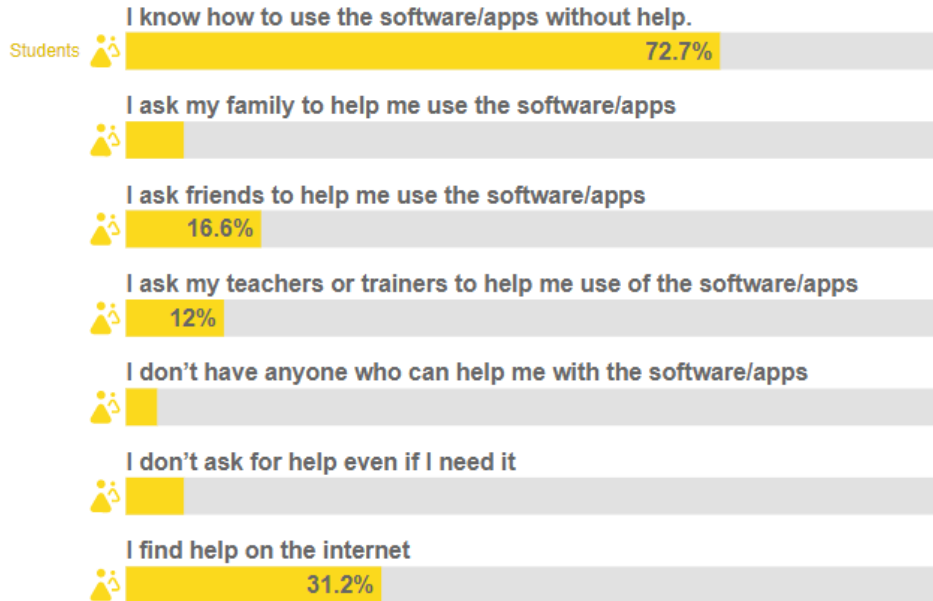 I know how to use the software/apps without help.
Students
72.7%
I ask my family to help me use the software/apps
I ask friends to help me use the software/apps
16.6%
I ask my teachers or trainers to help me use of the software/apps
12%
I don’t have anyone who can help me with the software/apps
I don’t ask for help even if I need it
I find help on the internet
31.2%